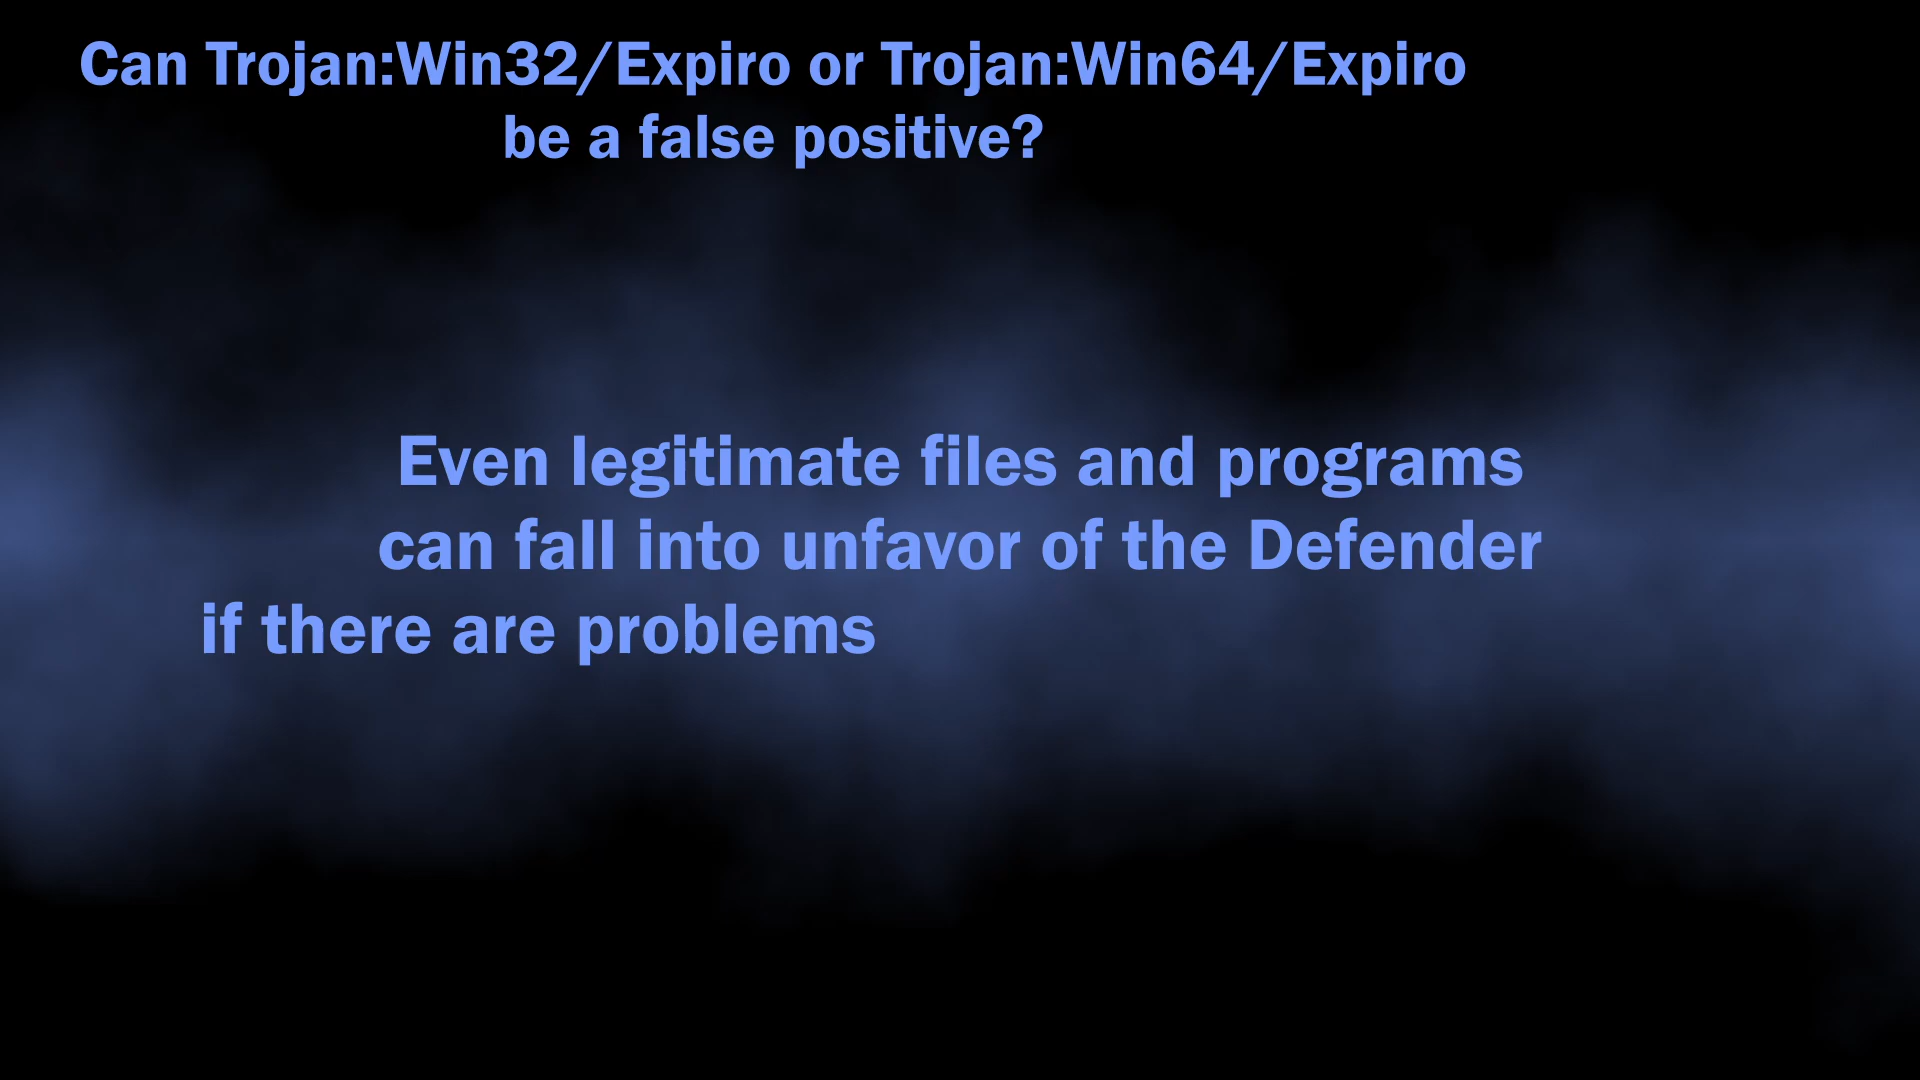 Can Trojan:Win32/Expiro or Trojan:Win64/Expiro
be a false positive?
Even legitimate files and programs
can fall into unfavor of the Defender
if there are problems